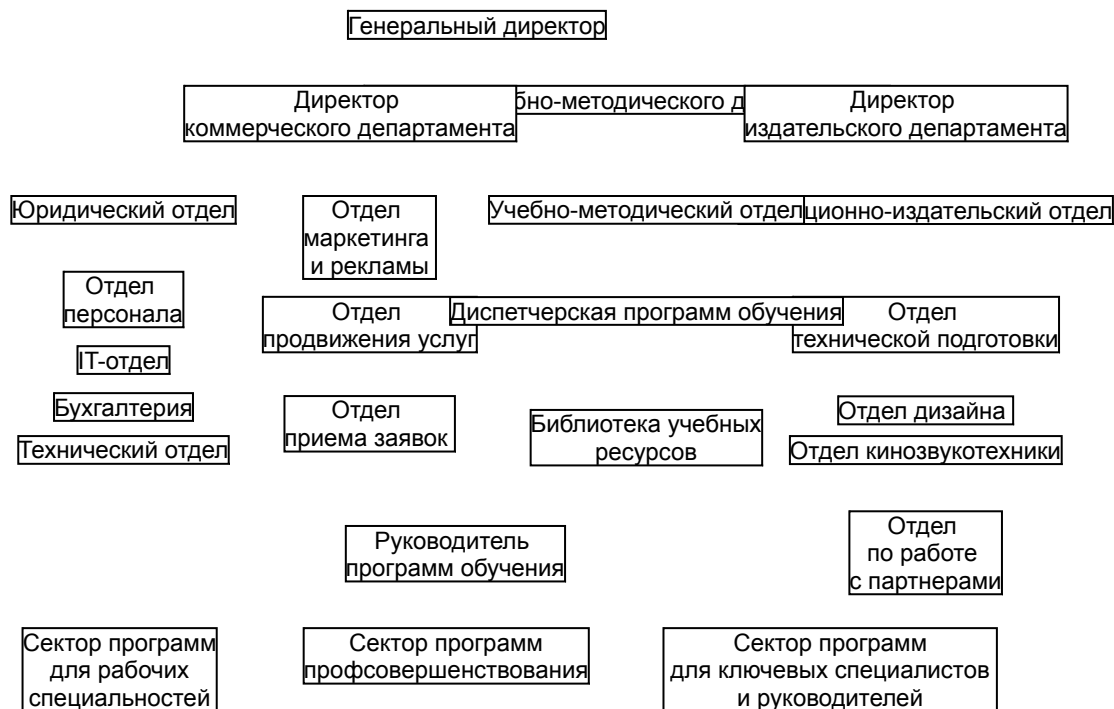 Генеральный директор
Директор
коммерческого департамента
Директор
издательского департамента
Юридический отдел
Отдел
маркетинга
и рекламы
Учебно-методический отдел
отдел
Отдел
персонала
Отдел
продвижения услуг
Диспетчерская программ обучения
Отдел
технической подготовки
IT-отдел
Бухгалтерия
Отдел
приема заявок
Библиотека учебных
ресурсов
Отдел дизайна
Технический отдел
Отдел кинозвукотехники
Руководитель
программ обучения
Отдел
по работе
с партнерами
Сектор программ
для рабочих
специальностей
Сектор программ
профсовершенствования
Сектор программ
для ключевых специалистов
и руководителей